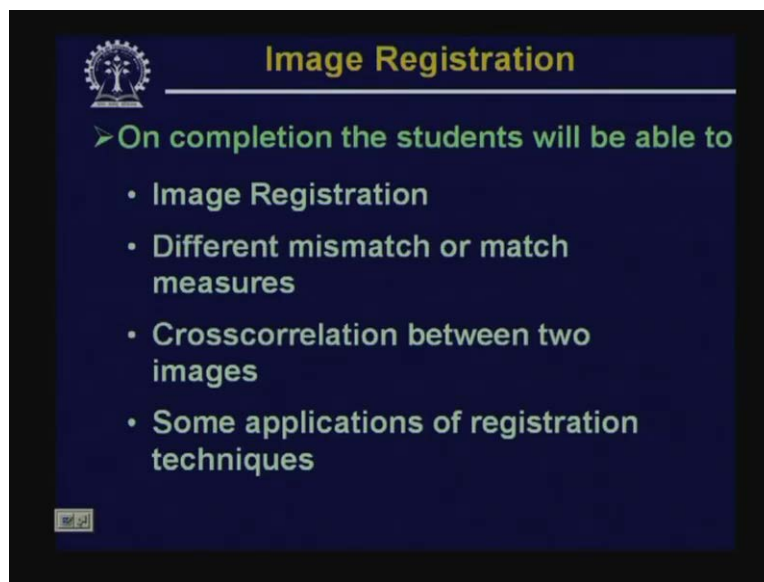 Image Registration
➢On completion the students will be able to
• Image Registration
• Different mismatch or match
measures
• Crosscorrelation between two
images
• Some applications of registration
techniques